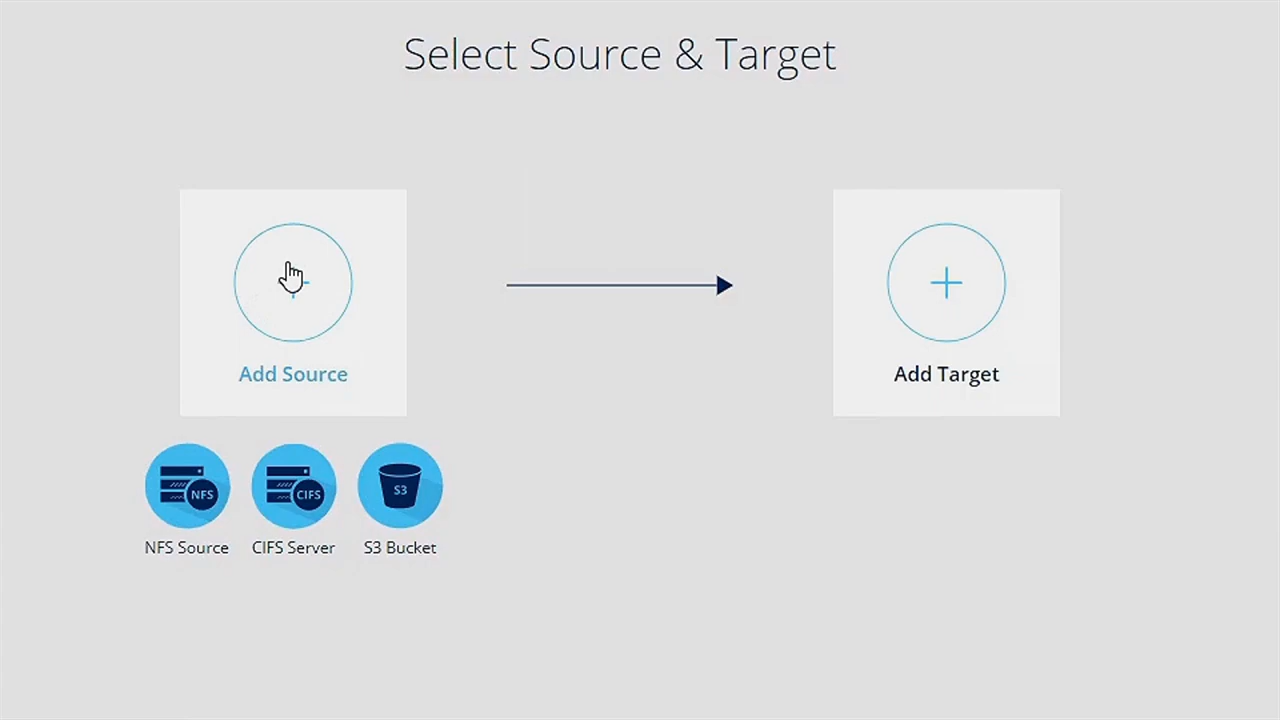 Select Source & Target
Add Source
Add Target
NFS
CIFS
S3
NFS Source
CIFS Server
S3 Bucket